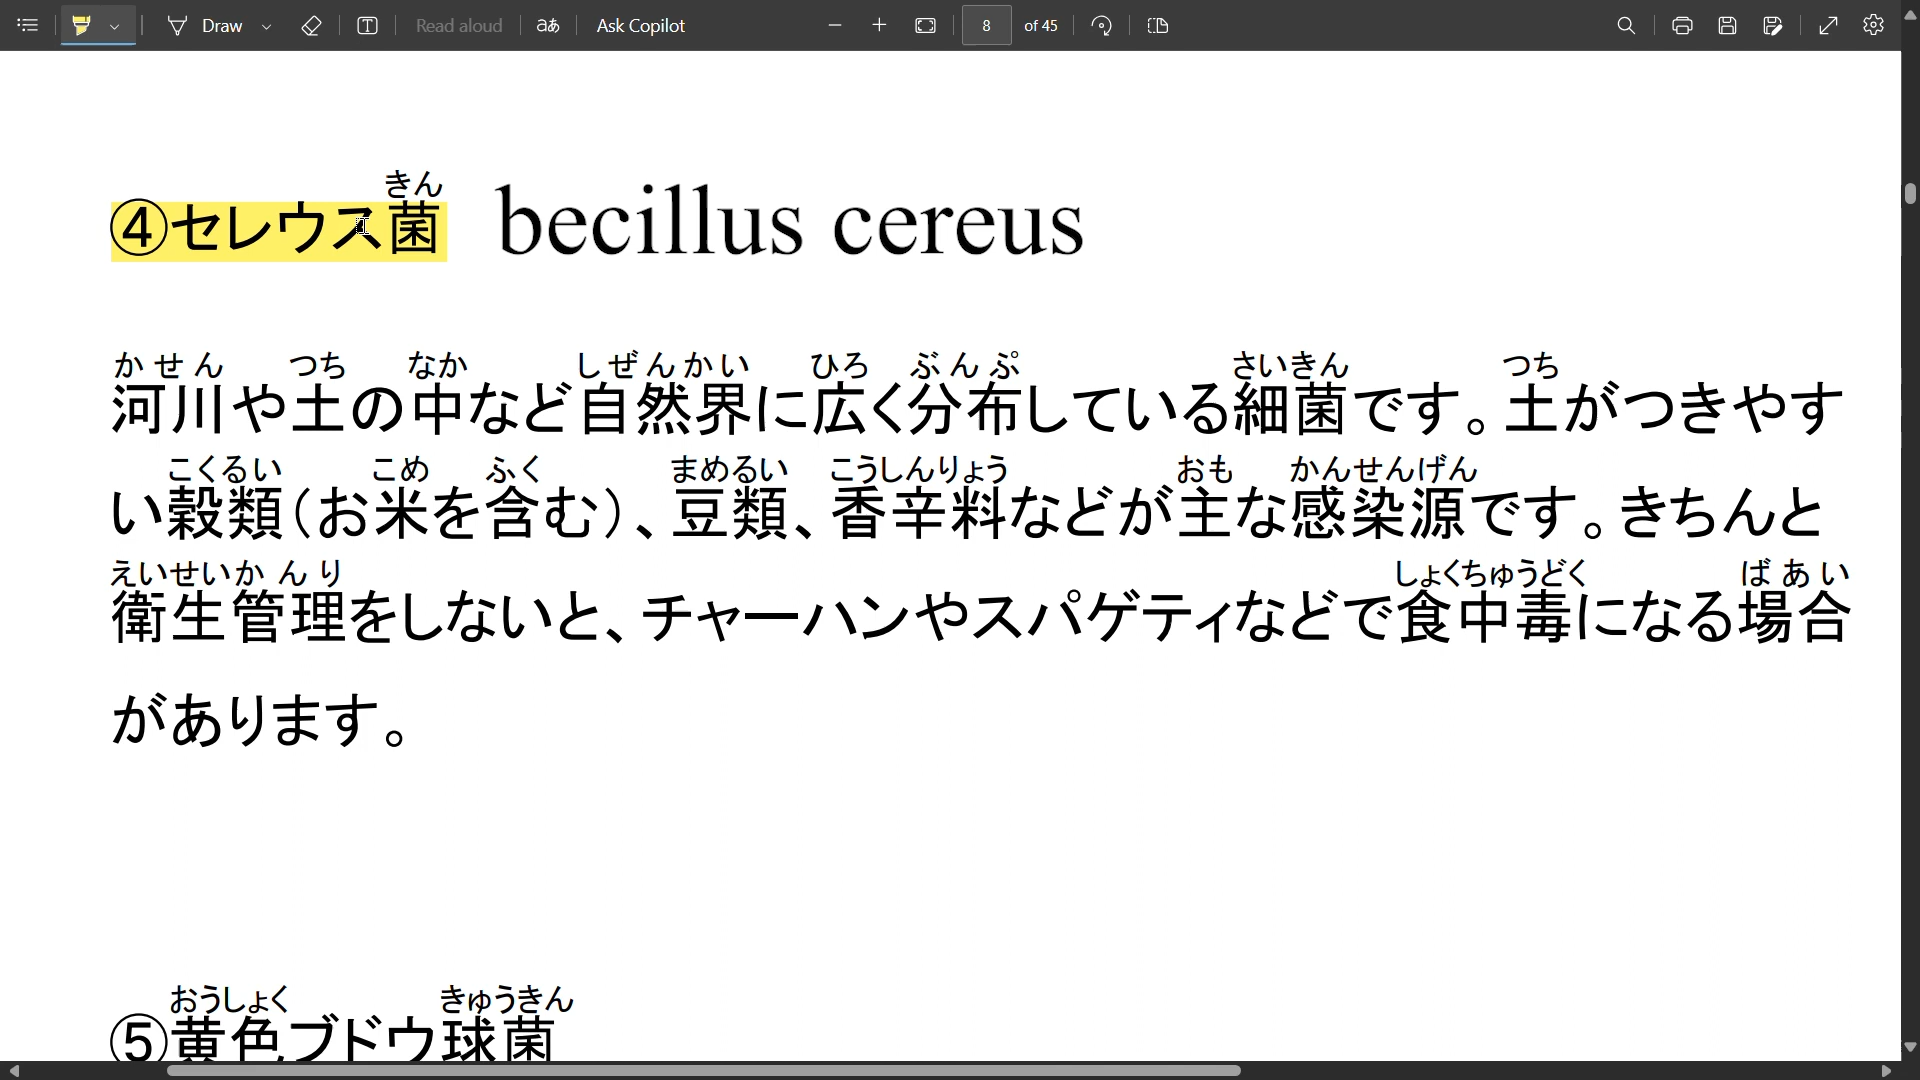 Draw Read aloud aあ Ask Copilot 8 of 45
きん
④セレウス菌 becillus cereus
かせん つち なか しぜんかい ひろ ぶんぷ さいきん つち
河川や土の中など自然界に広く分布している細菌です。土がつきやす
こくるい こめ ふく まめるい こうしんりょう おも かんせんげん
い穀類(お米を含む)、豆類、香辛料などが主な感染源です。きちんと
えいせいかんり しょくちゅうどく ばあい
衛生管理をしないと、チャーハンやスパゲティなどで食中毒になる場合
があります。
おうしょく きゅうきん
⑤黄色ブドウ球菌